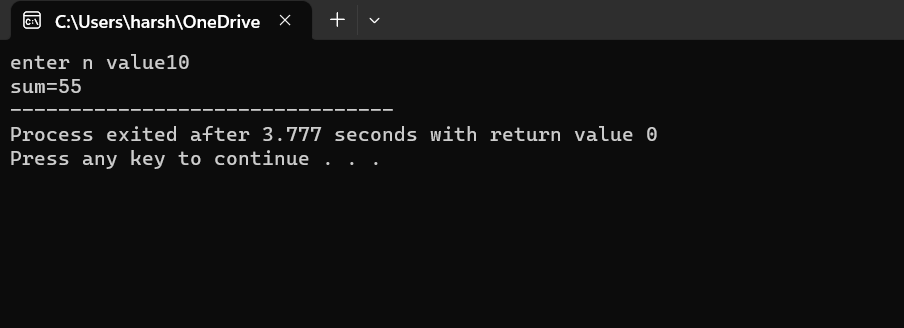 C:\Users\harsh\OneDrive
enter n value10
sum=55
--------------------------------
Process exited after 3.777 seconds with return value 0
Press any key to continue . . .